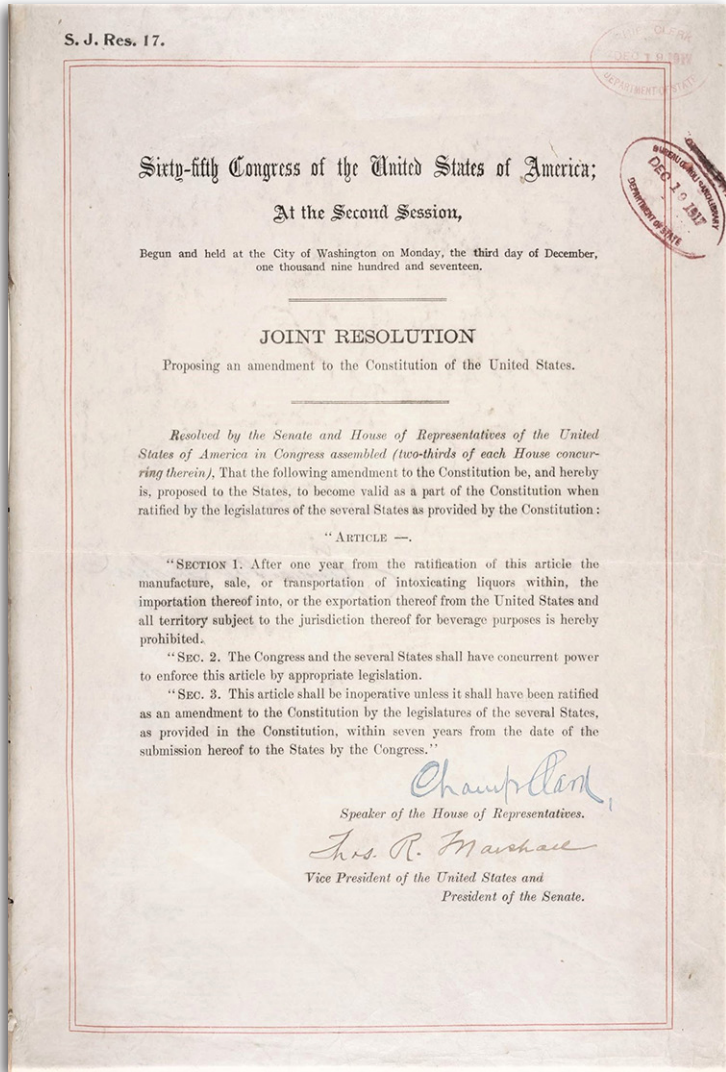 S. J. Res. 17.
CHIEF CLERK
DEC 19 1917
DEPARTMENT OF STATE
DEC 19 1917
DEPARTMENT OF STATE
Sixty-fifth Congress of the United States of America;
At the Second Session,
Begun and held at the City of Washington on Monday, the third day of December,
one thousand nine hundred and seventeen.
JOINT RESOLUTION
Proposing an amendment to the Constitution of the United States.
Resolved by the Senate and House of Representatives of the United
States of America in Congress assembled (two-thirds of each House concur-
ring therein), That the following amendment to the Constitution be, and hereby
is, proposed to the States, to become valid as a part of the Constitution when
ratified by the legislatures of the several States as provided by the Constitution:
"ARTICLE —.
"SECTION 1. After one year from the ratification of this article the
manufacture, sale, or transportation of intoxicating liquors within, the
importation thereof into, or the exportation thereof from the United States and
all territory subject to the jurisdiction thereof for beverage purposes is hereby
prohibited.
"SEC. 2. The Congress and the several States shall have concurrent power
to enforce this article by appropriate legislation.
"SEC. 3. This article shall be inoperative unless it shall have been ratified
as an amendment to the Constitution by the legislatures of the several States,
as provided in the Constitution, within seven years from the date of the
submission hereof to the States by the Congress."
Champ Clark,
Speaker of the House of Representatives.
Thos. R. Marshall
Vice President of the United States and
President of the Senate.